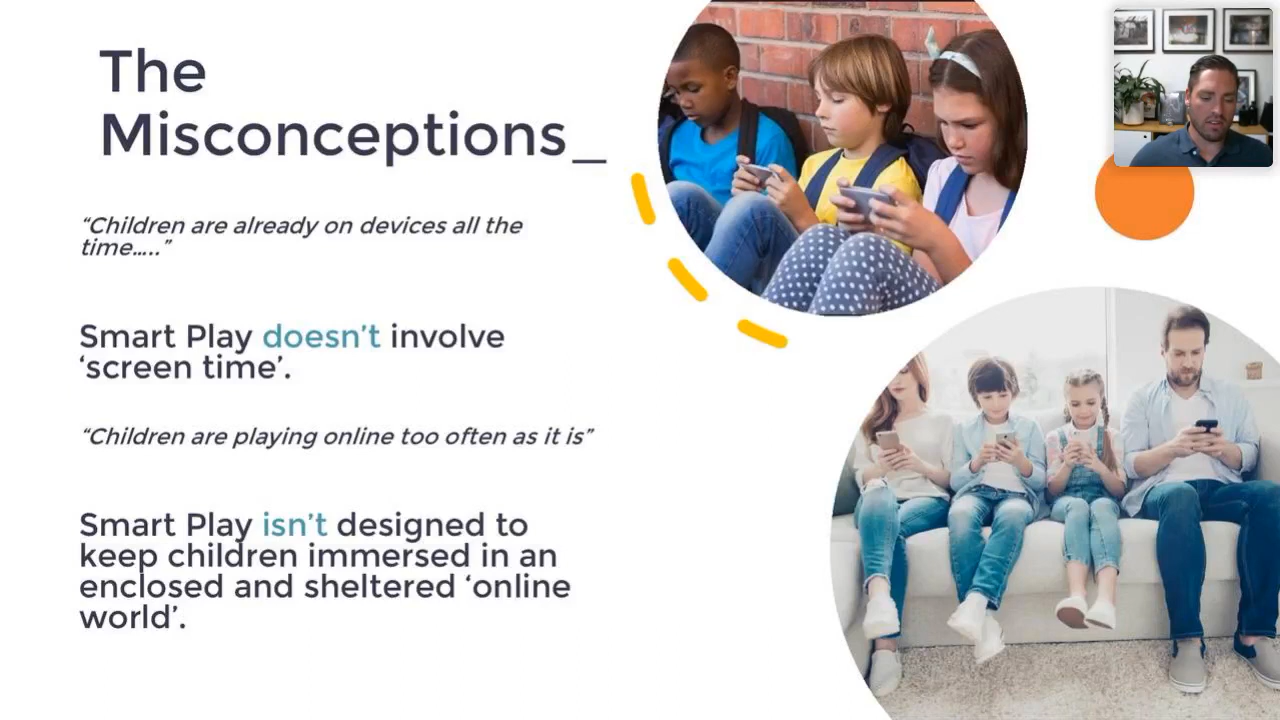 The
Misconceptions_
“Children are already on devices all the
time…..”
Smart Play doesn’t involve
‘screen time’.
“Children are playing online too often as it is”
Smart Play isn’t designed to
keep children immersed in an
enclosed and sheltered ‘online
world’.